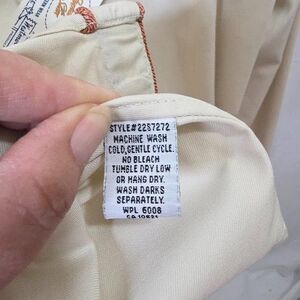 STYLE#22S7272
MACHINE WASH
COLD,GENTLE CYCLE.
NO BLEACH
TUMBLE DRY LOW
OR HANG DRY.
WASH DARKS
SEPARATELY.
WPL 6008